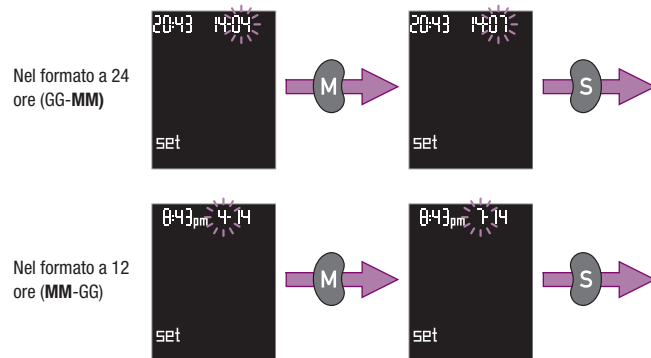 20:43 14:04
20:43 14:07
Nel formato a 24
ore (GG-MM)
M
S
set
set
8:43pm 4-14
8:43pm 7-14
Nel formato a 12
ore (MM-GG)
M
S
set
set